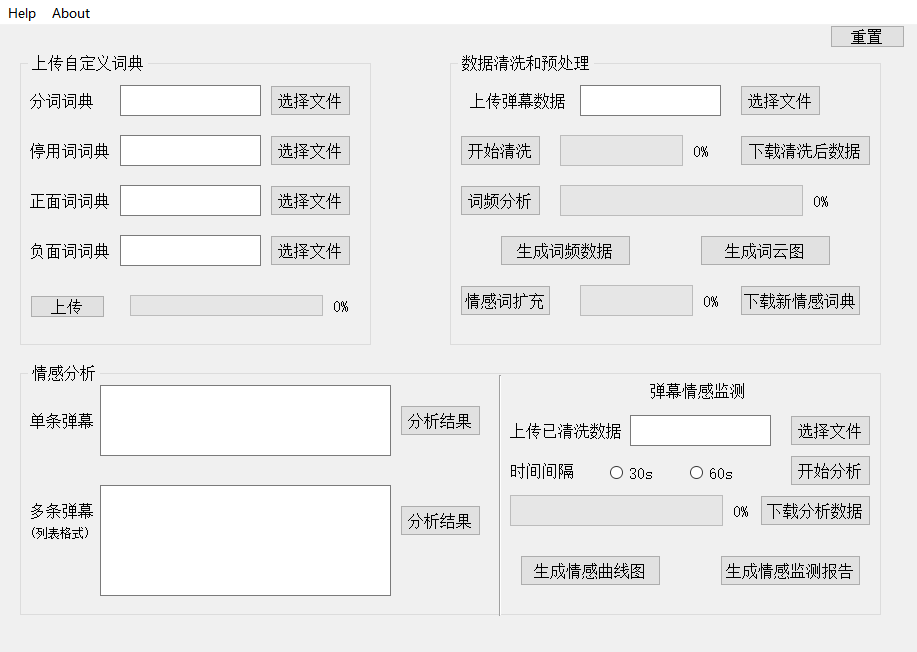 Help About
重置
上传自定义词典
分词词典 选择文件
停用词词典 选择文件
正面词词典 选择文件
负面词词典 选择文件
上传 0%
数据清洗和预处理
上传弹幕数据 选择文件
开始清洗 0% 下载清洗后数据
词频分析 0%
生成词频数据 生成词云图
情感词扩充 0% 下载新情感词典
情感分析
单条弹幕 分析结果
多条弹幕 分析结果
(列表格式)
弹幕情感监测
上传已清洗数据 选择文件
时间间隔 30s 60s 开始分析
0% 下载分析数据
生成情感曲线图 生成情感监测报告